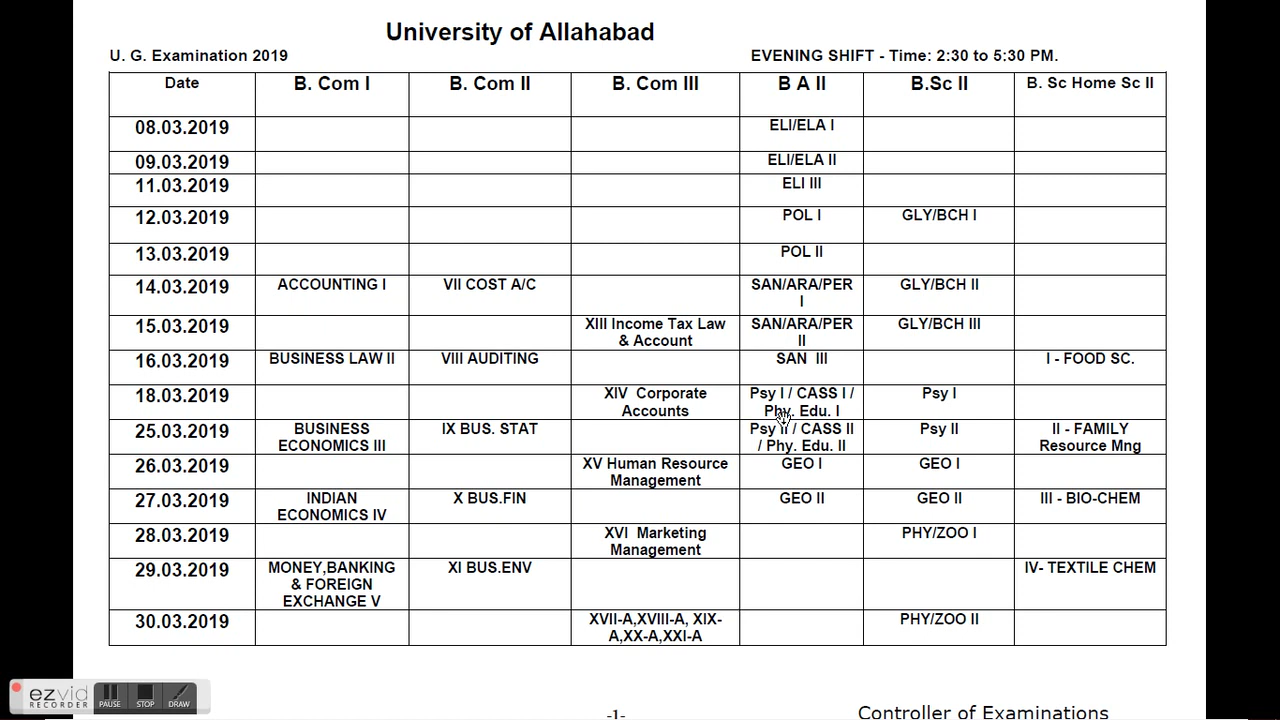 University of Allahabad
U. G. Examination 2019 EVENING SHIFT - Time: 2:30 to 5:30 PM.
Date B. Com I B. Com II B. Com III B A II B.Sc II B. Sc Home Sc II
08.03.2019 ELI/ELA I
09.03.2019 ELI/ELA II
11.03.2019 ELI III
12.03.2019 POL I GLY/BCH I
13.03.2019 POL II
14.03.2019 ACCOUNTING I VII COST A/C SAN/ARA/PER GLY/BCH II
I
15.03.2019 XIII Income Tax Law SAN/ARA/PER GLY/BCH III
& Account II
16.03.2019 BUSINESS LAW II VIII AUDITING SAN III I - FOOD SC.
18.03.2019 XIV Corporate Psy I / CASS I / Psy I
Accounts Phy. Edu. I
25.03.2019 BUSINESS IX BUS. STAT Psy II / CASS II Psy II II - FAMILY
ECONOMICS III / Phy. Edu. II Resource Mng
26.03.2019 XV Human Resource GEO I GEO I
Management
27.03.2019 INDIAN X BUS.FIN GEO II GEO II III - BIO-CHEM
ECONOMICS IV
28.03.2019 XVI Marketing PHY/ZOO I
Management
29.03.2019 MONEY,BANKING XI BUS.ENV IV- TEXTILE CHEM
& FOREIGN
EXCHANGE V
30.03.2019 XVII-A,XVIII-A, XIX- PHY/ZOO II
A,XX-A,XXI-A
-1- Controller of Examinations
ezvid
RECORDER
PAUSE STOP DRAW